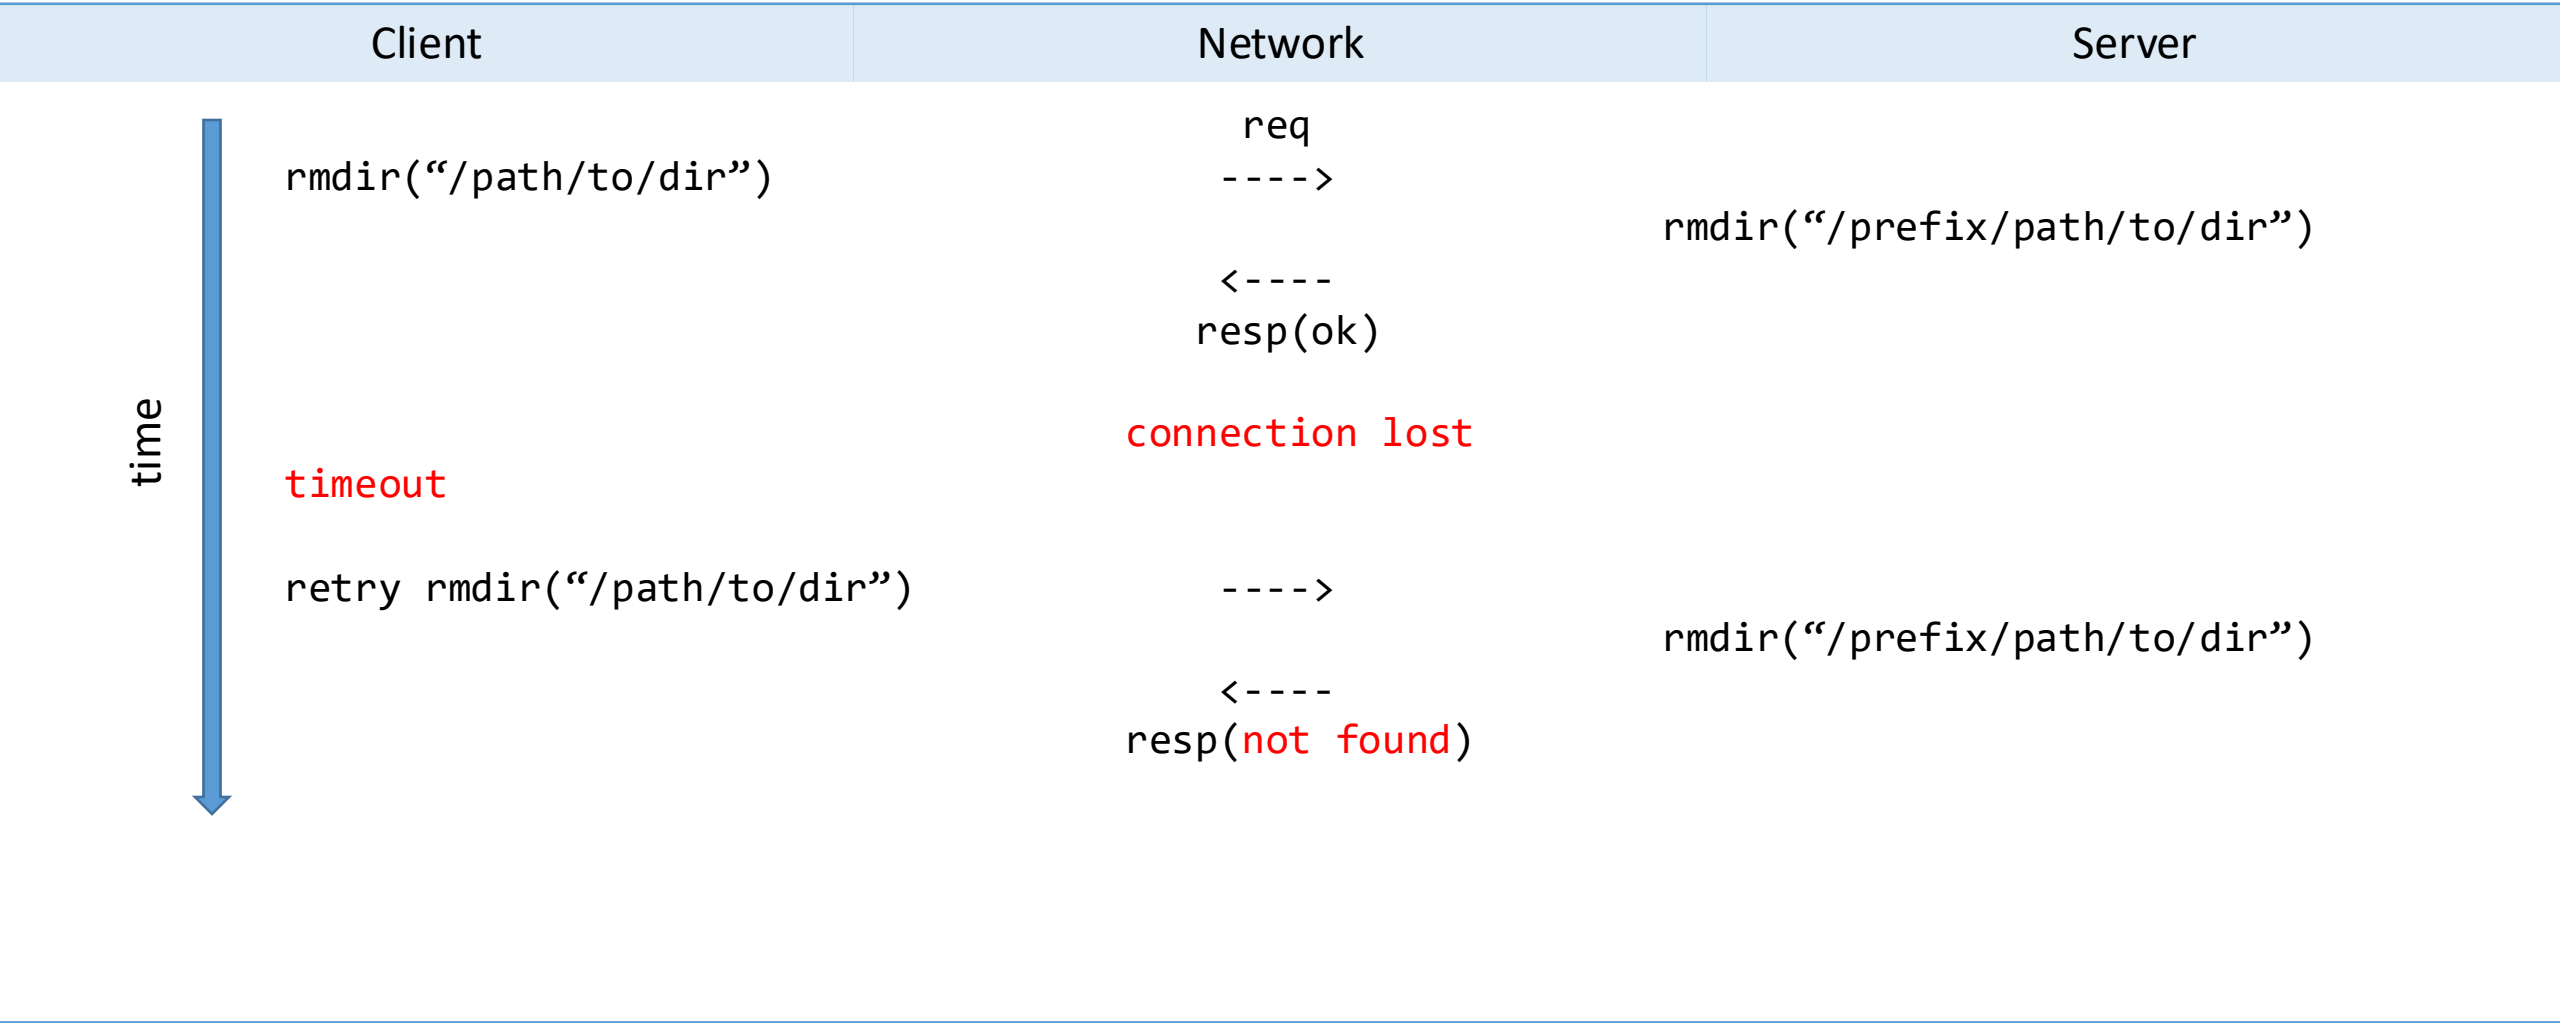 Client Network Server
req
rmdir(“/path/to/dir”) ---->
rmdir(“/prefix/path/to/dir”)
<----
resp(ok)
time
connection lost
timeout
retry rmdir(“/path/to/dir”) ---->
rmdir(“/prefix/path/to/dir”)
<----
resp(not found)